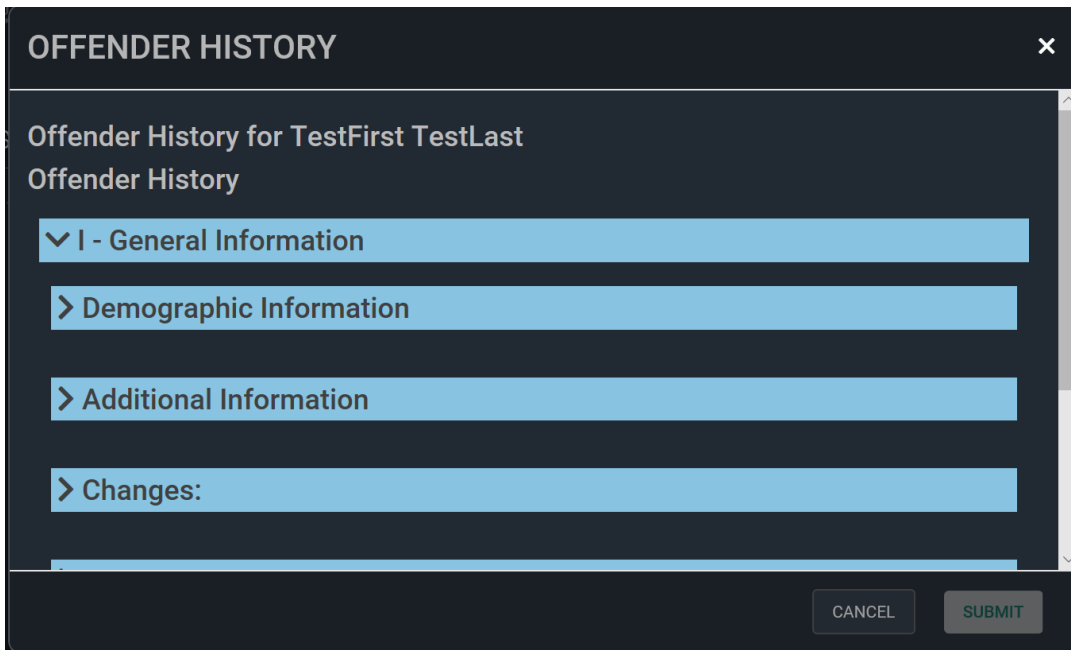 OFFENDER HISTORY
Offender History for TestFirst TestLast
Offender History
I - General Information
Demographic Information
Additional Information
Changes:
CANCEL
SUBMIT